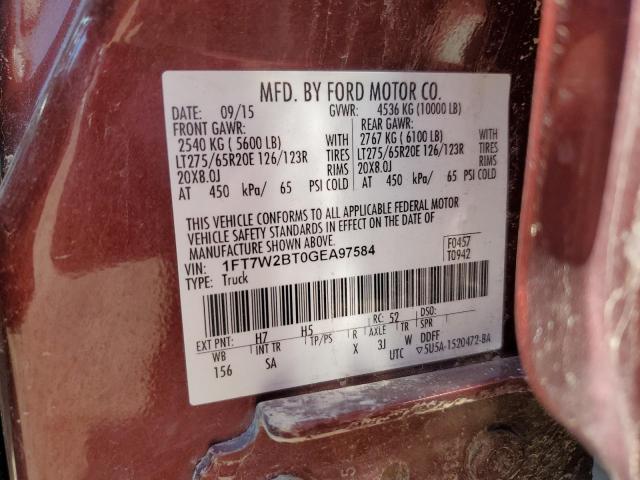 MFD. BY FORD MOTOR CO.
DATE: 09/15 GVWR: 4536 KG (10000 LB)
FRONT GAWR: REAR GAWR:
2540 KG ( 5600 LB) WITH 2767 KG ( 6100 LB) WITH
LT275/65R20E 126/123R TIRES LT275/65R20E 126/123R TIRES
20X8.0J RIMS 20X8.0J RIMS
AT 450 kPa/ 65 PSI COLD AT 450 kPa/ 65 PSI COLD
THIS VEHICLE CONFORMS TO ALL APPLICABLE FEDERAL MOTOR
VEHICLE SAFETY STANDARDS IN EFFECT ON THE DATE OF
MANUFACTURE SHOWN ABOVE.
VIN: 1FT7W2BT0GEA97584 F0457
TYPE: Truck T0942
EXT PNT: H7 H5 RC: 52 DSO:
WB INT TR TP/PS R AXLE TR SPR
156 SA X 3J W DDFF
UTC ▽5U5A-1520472-BA